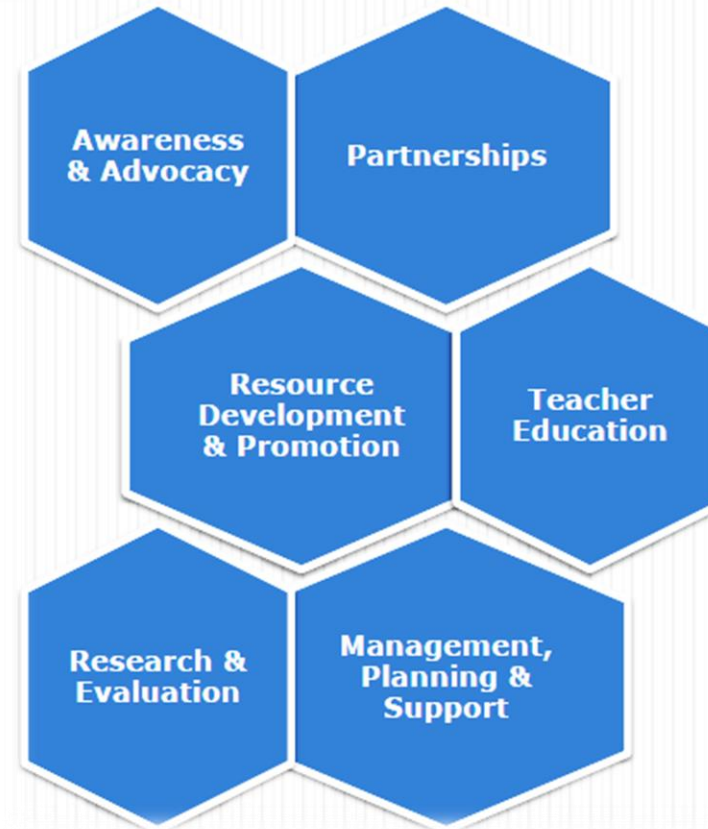 Awareness
& Advocacy
Partnerships
Resource
Development
& Promotion
Teacher
Education
Research &
Evaluation
Management,
Planning &
Support